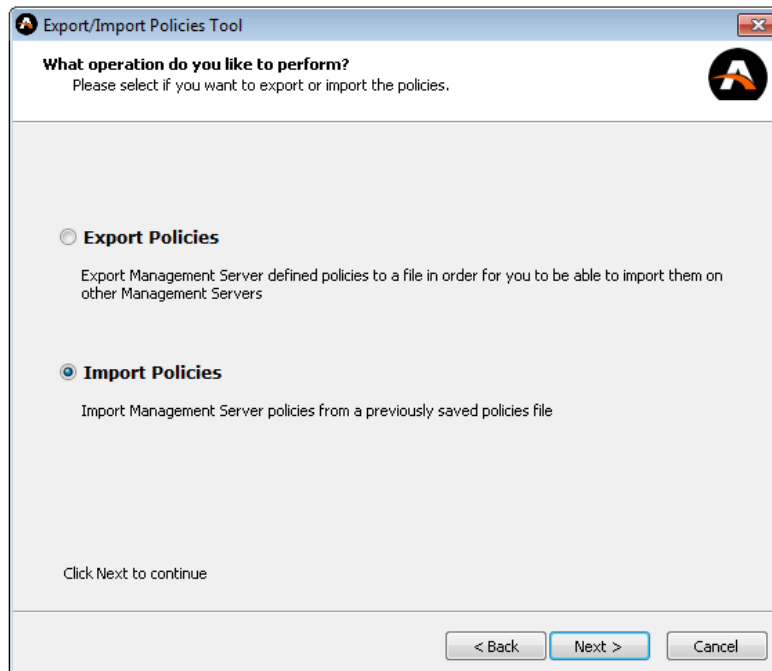 Export/Import Policies Tool
What operation do you like to perform?
Please select if you want to export or import the policies.
Export Policies
Export Management Server defined policies to a file in order for you to be able to import them on
other Management Servers
Import Policies
Import Management Server policies from a previously saved policies file
Click Next to continue
< Back
Next >
Cancel